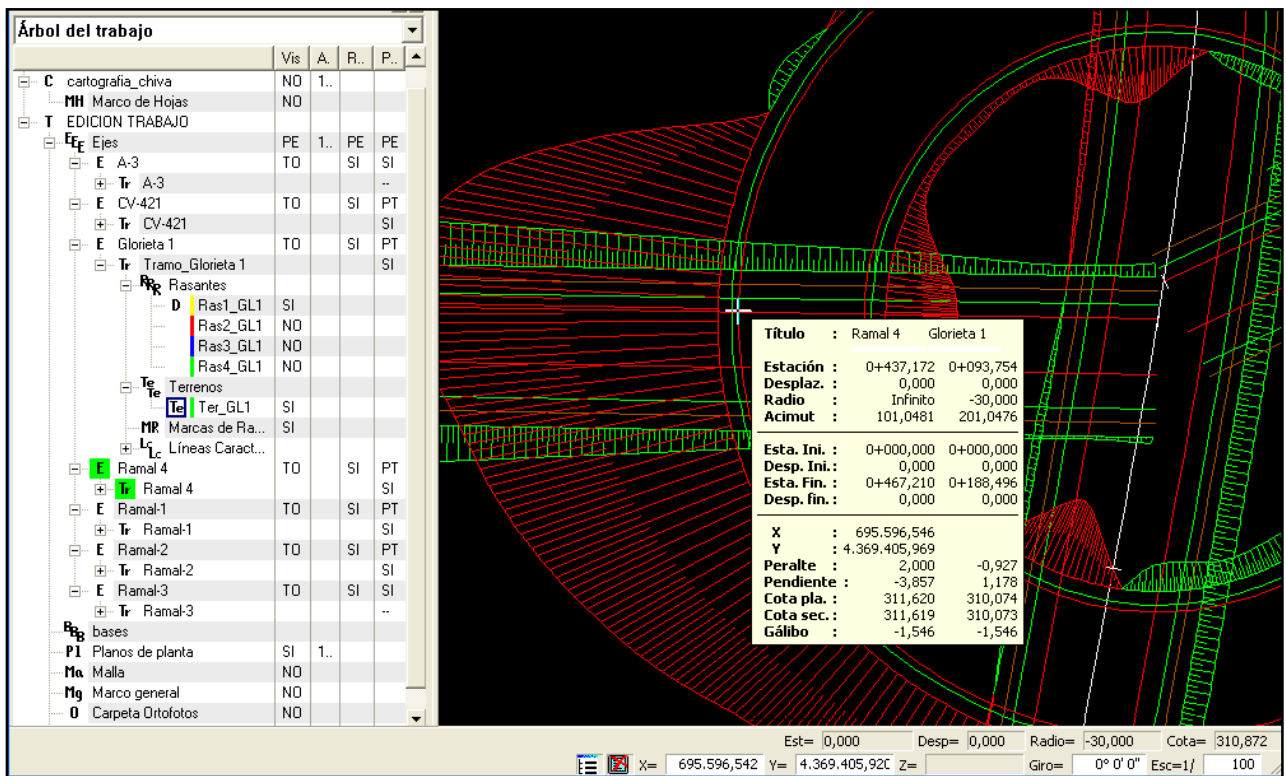 Árbol del trabajo
Vis A. R.. P..
C cartografia_chiva NO 1..
MH Marco de Hojas NO
T EDICION TRABAJO
EEE Ejes PE 1.. PE PE
E A-3 TO SI SI
Tr A-3 --
E CV-421 TO SI PT
Tr CV-421 SI
E Glorieta 1 TO SI PT
Tr Tramo_Glorieta 1 SI
RRR Rasantes
D Ras1_GL1 SI
Ras2_GL1 NO
Ras3_GL1 NO
Ras4_GL1 NO
Te Te Terrenos
Te Ter_GL1 SI
MR Marcas de Ra... SI
Lc Lc Líneas Caract...
E Ramal 4 TO SI PT
Tr Ramal 4 SI
E Ramal-1 TO SI PT
Tr Ramal-1 SI
E Ramal-2 TO SI PT
Tr Ramal-2 SI
E Ramal-3 TO SI SI
Tr Ramal-3 --
BBB bases
Pl Planos de planta SI 1..
Ma Malla NO
Mg Marco general NO
O Carpeta Ortofotos NO
Título : Ramal 4 Glorieta 1
Estación : 0+437,172 0+093,754
Desplaz. : 0,000 0,000
Radio : Infinito -30,000
Acimut : 101,0481 201,0476
Esta. Ini. : 0+000,000 0+000,000
Desp. Ini.: 0,000 0,000
Esta. Fin. : 0+467,210 0+188,496
Desp. fin. : 0,000 0,000
X : 695.596,546
Y : 4.369.405,969
Peralte : 2,000 -0,927
Pendiente : -3,857 1,178
Cota pla. : 311,620 310,074
Cota sec. : 311,619 310,073
Gálibo : -1,546 -1,546
Est= 0,000 Desp= 0,000 Radio= -30,000 Cota= 310,872
X= 695.596,542 Y= 4.369.405,920 Z= Giro= 0° 0' 0" Esc=1/ 100